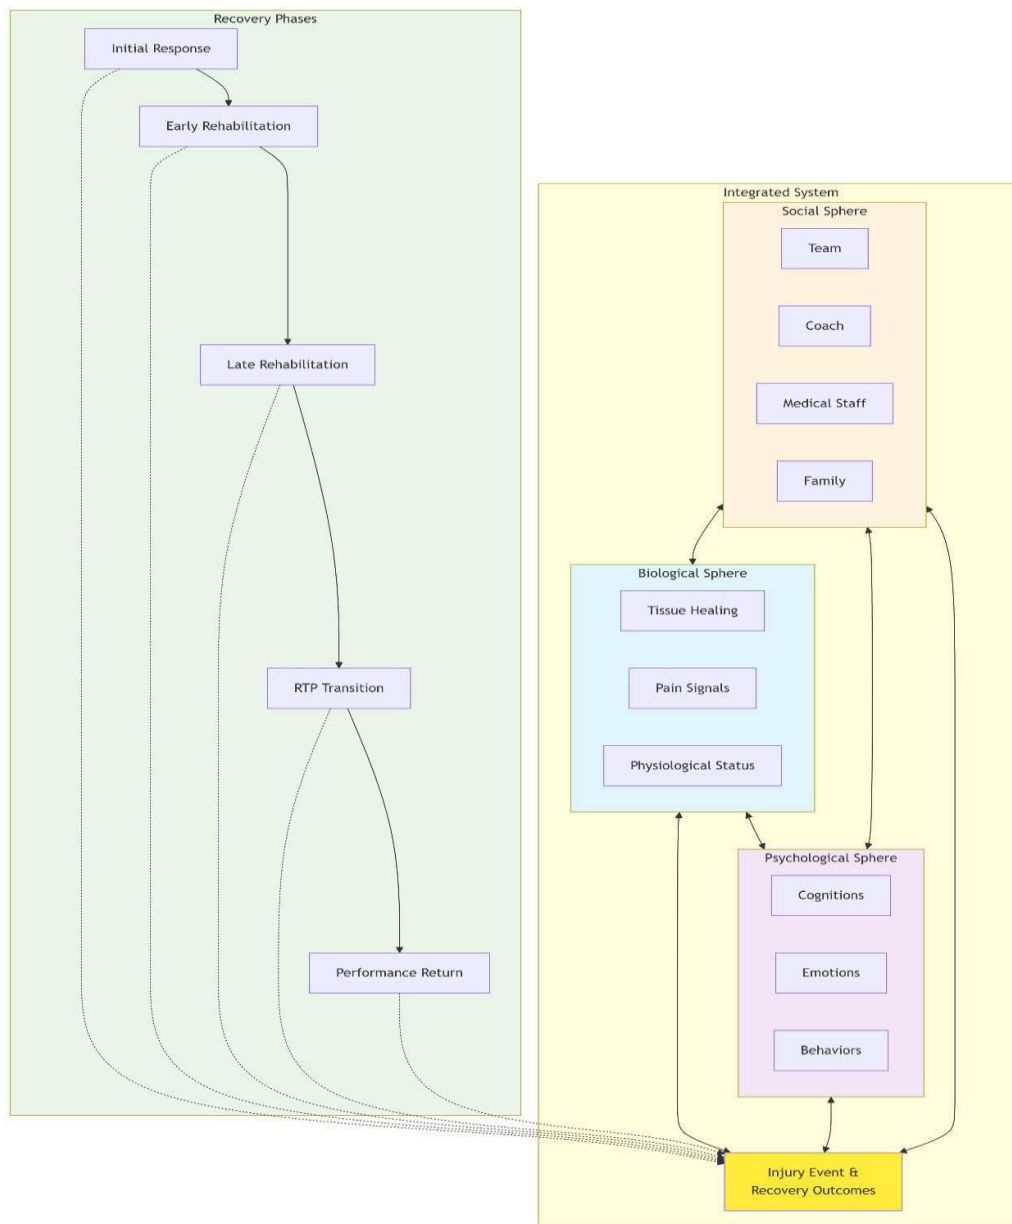 Recovery Phases
Initial Response
Early Rehabilitation
Late Rehabilitation
RTP Transition
Performance Return
Integrated System
Social Sphere
Team
Coach
Medical Staff
Family
Biological Sphere
Tissue Healing
Pain Signals
Physiological Status
Psychological Sphere
Cognitions
Emotions
Behaviors
Injury Event &
Recovery Outcomes